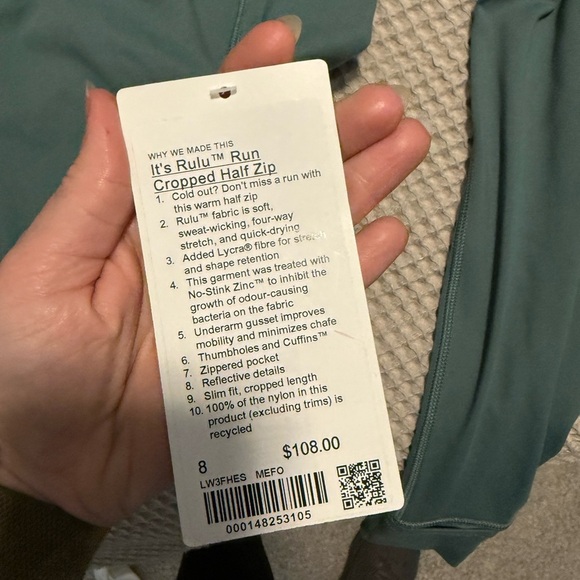 WHY WE MADE THIS
It's Rulu™ Run
Cropped Half Zip
1. Cold out? Don't miss a run with
this warm half zip
2. Rulu™ fabric is soft,
sweat-wicking, four-way
stretch, and quick-drying
3. Added Lycra® fibre for stretch
and shape retention
4. This garment was treated with
No-Stink Zinc™ to inhibit the
growth of odour-causing
bacteria on the fabric
5. Underarm gusset improves
mobility and minimizes chafe
6. Thumbholes and Cuffins™
7. Zippered pocket
8. Reflective details
9. Slim fit, cropped length
10. 100% of the nylon in this
product (excluding trims) is
recycled
8 $108.00
LW3FHES MEFO
000148253105